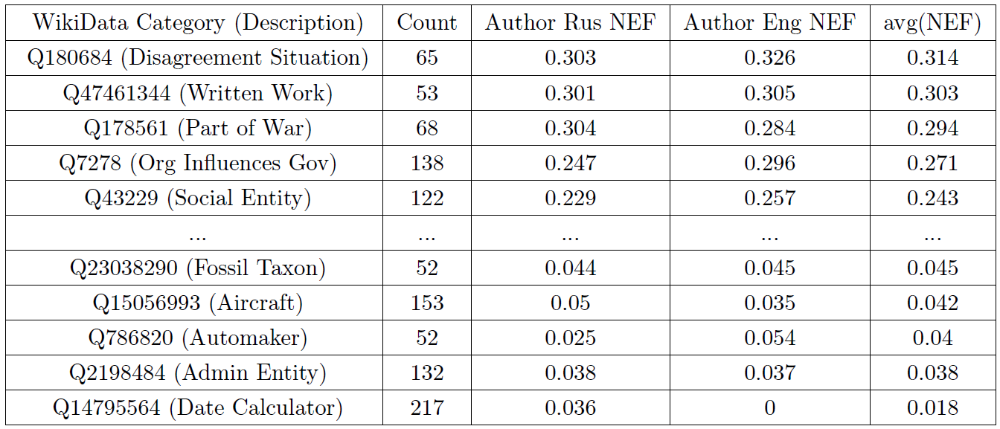 WikiData Category (Description) Count Author Rus NEF Author Eng NEF avg(NEF)
Q180684 (Disagreement Situation) 65 0.303 0.326 0.314
Q47461344 (Written Work) 53 0.301 0.305 0.303
Q178561 (Part of War) 68 0.304 0.284 0.294
Q7278 (Org Influences Gov) 138 0.247 0.296 0.271
Q43229 (Social Entity) 122 0.229 0.257 0.243
... ... ... ... ...
Q23038290 (Fossil Taxon) 52 0.044 0.045 0.045
Q15056993 (Aircraft) 153 0.05 0.035 0.042
Q786820 (Automaker) 52 0.025 0.054 0.04
Q2198484 (Admin Entity) 132 0.038 0.037 0.038
Q14795564 (Date Calculator) 217 0.036 0 0.018